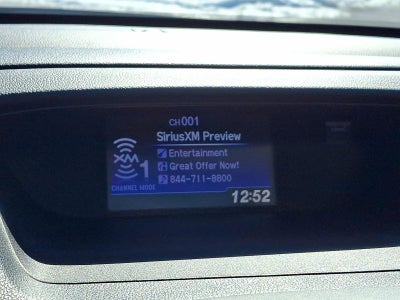 CH001
SiriusXM Preview
XM 1
Entertainment
Great Offer Now!
844-711-8800
CHANNEL MODE
12:52